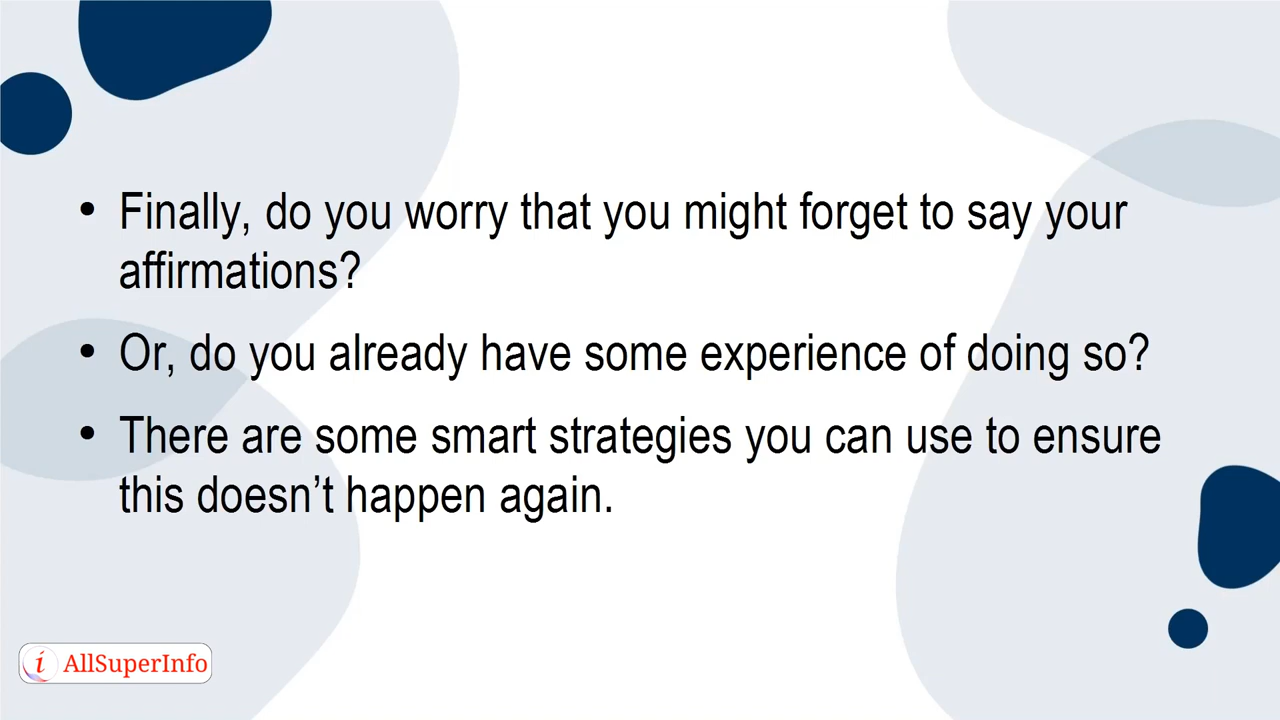 • Finally, do you worry that you might forget to say your
affirmations?
• Or, do you already have some experience of doing so?
• There are some smart strategies you can use to ensure
this doesn’t happen again.
i AllSuperInfo